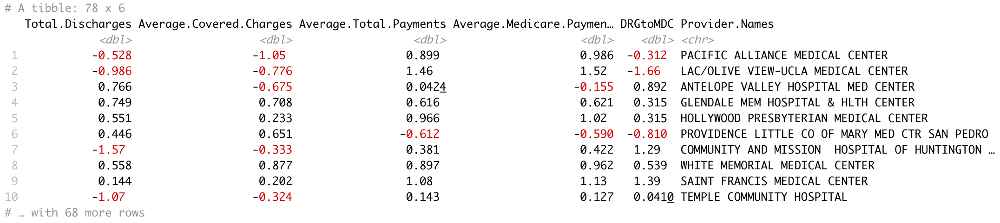 # A tibble: 78 x 6
Total.Discharges Average.Covered.Charges Average.Total.Payments Average.Medicare.Paymen… DRGtoMDC Provider.Names
<dbl> <dbl> <dbl> <dbl> <dbl> <chr>
1 -0.528 -1.05 0.899 0.986 -0.312 PACIFIC ALLIANCE MEDICAL CENTER
2 -0.986 -0.776 1.46 1.52 -1.66 LAC/OLIVE VIEW-UCLA MEDICAL CENTER
3 0.766 -0.675 0.0424 -0.155 0.892 ANTELOPE VALLEY HOSPITAL MED CENTER
4 0.749 0.708 0.616 0.621 0.315 GLENDALE MEM HOSPITAL & HLTH CENTER
5 0.551 0.233 0.966 1.02 0.315 HOLLYWOOD PRESBYTERIAN MEDICAL CENTER
6 0.446 0.651 -0.612 -0.590 -0.810 PROVIDENCE LITTLE CO OF MARY MED CTR SAN PEDRO
7 -1.57 -0.333 0.381 0.422 1.29 COMMUNITY AND MISSION  HOSPITAL OF HUNTINGTON …
8 0.558 0.877 0.897 0.962 0.539 WHITE MEMORIAL MEDICAL CENTER
9 0.144 0.202 1.08 1.13 1.39 SAINT FRANCIS MEDICAL CENTER
10 -1.07 -0.324 0.143 0.127 0.0410 TEMPLE COMMUNITY HOSPITAL
# … with 68 more rows